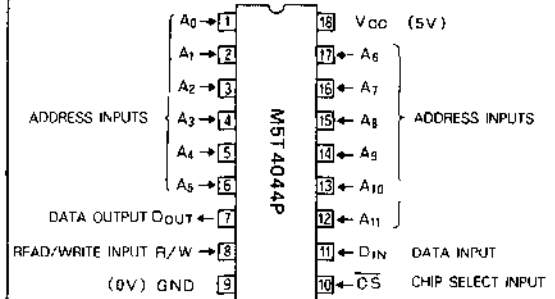 A0 → 1 18 VCC (5V)
A1 → 2 17 ← A6
A2 → 3 16 ← A7
ADDRESS INPUTS A3 → 4 15 ← A8 ADDRESS INPUTS
A4 → 5 14 ← A9
A5 → 6 13 ← A10
DATA OUTPUT DOUT ← 7 12 ← A11
READ/WRITE INPUT R/W → 8 11 ← DIN DATA INPUT
(0V) GND 9 10 ← C̅S̅ CHIP SELECT INPUT
M5T4044P